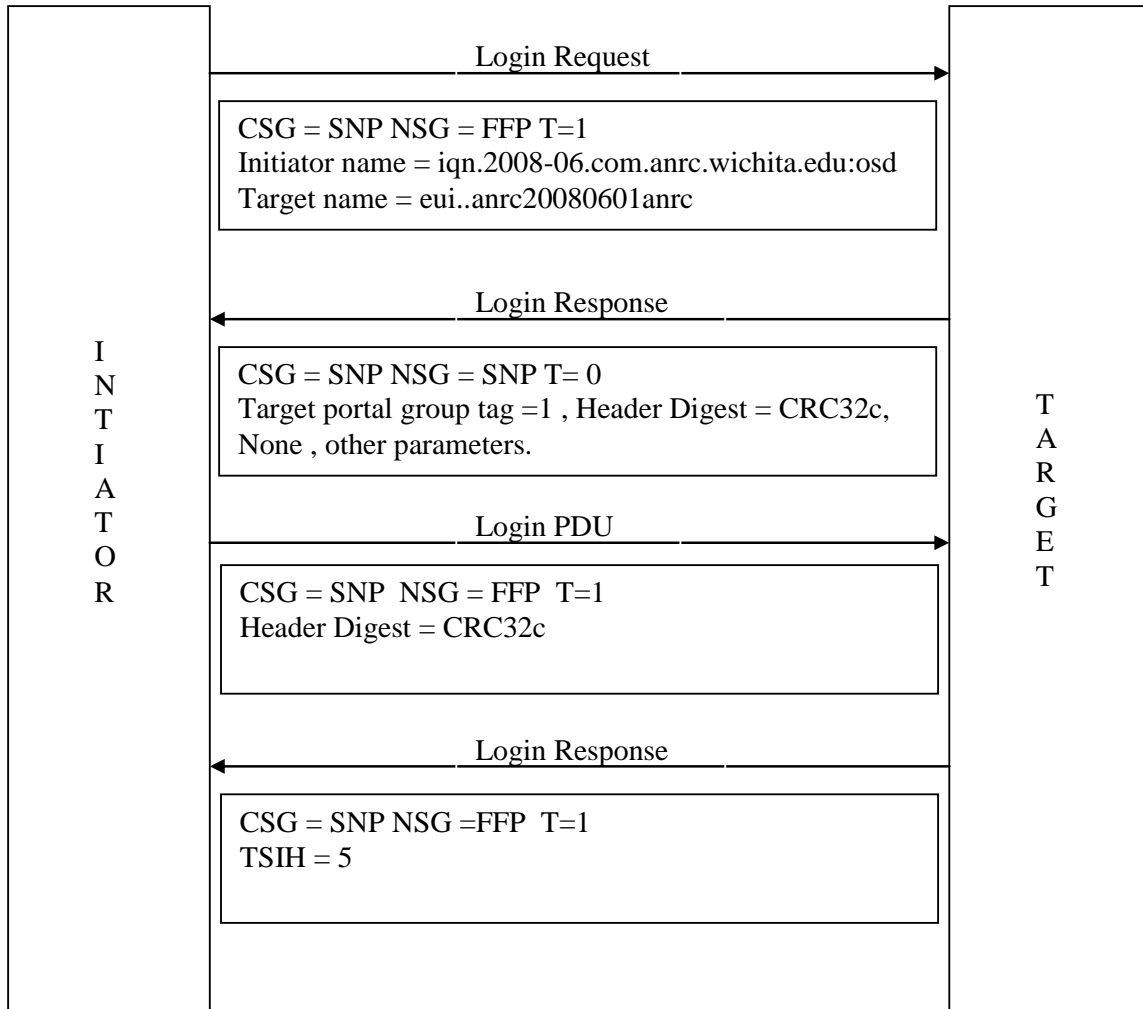 Login Request
CSG = SNP NSG = FFP T=1
Initiator name = iqn.2008-06.com.anrc.wichita.edu:osd
Target name = eui..anrc20080601anrc
Login Response
CSG = SNP NSG = SNP T= 0
Target portal group tag =1 , Header Digest = CRC32c,
None , other parameters.
Login PDU
CSG = SNP NSG = FFP T=1
Header Digest = CRC32c
Login Response
CSG = SNP NSG =FFP T=1
TSIH = 5
I
N
T
I
A
T
O
R
T
A
R
G
E
T